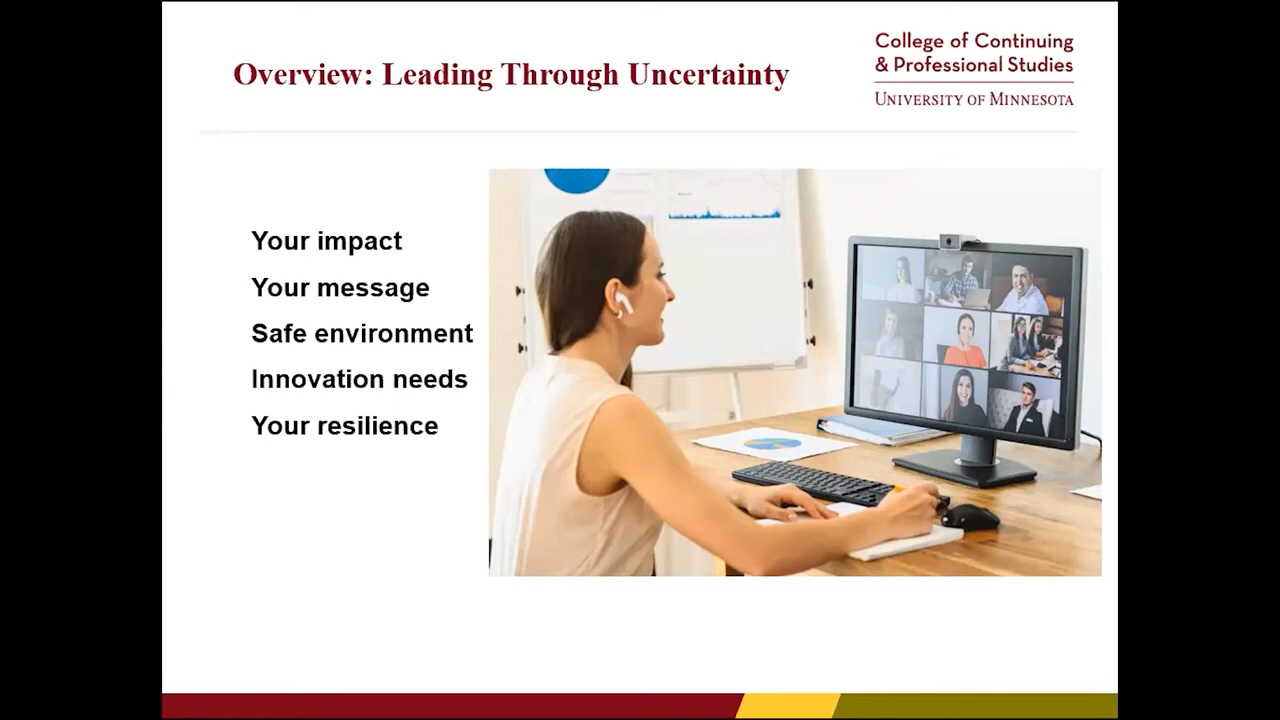 Overview: Leading Through Uncertainty
College of Continuing
& Professional Studies
UNIVERSITY OF MINNESOTA
Your impact
Your message
Safe environment
Innovation needs
Your resilience